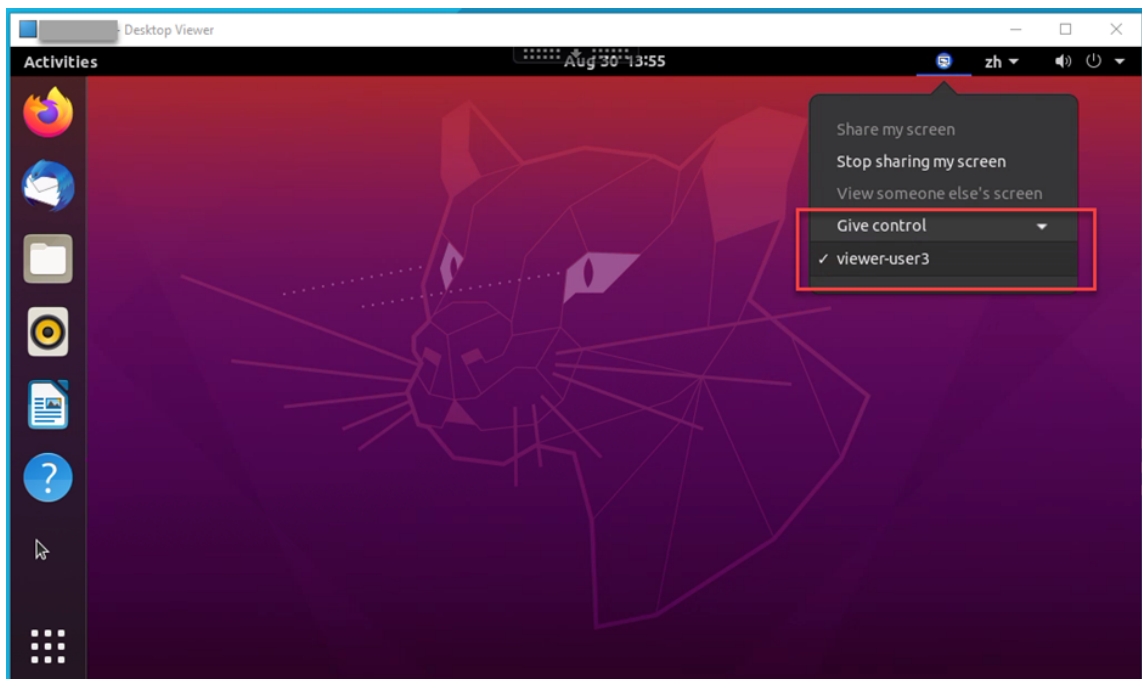 - Desktop Viewer
Activities
Aug 30 13:55
zh
Share my screen
Stop sharing my screen
View someone else's screen
Give control
✓ viewer-user3
?